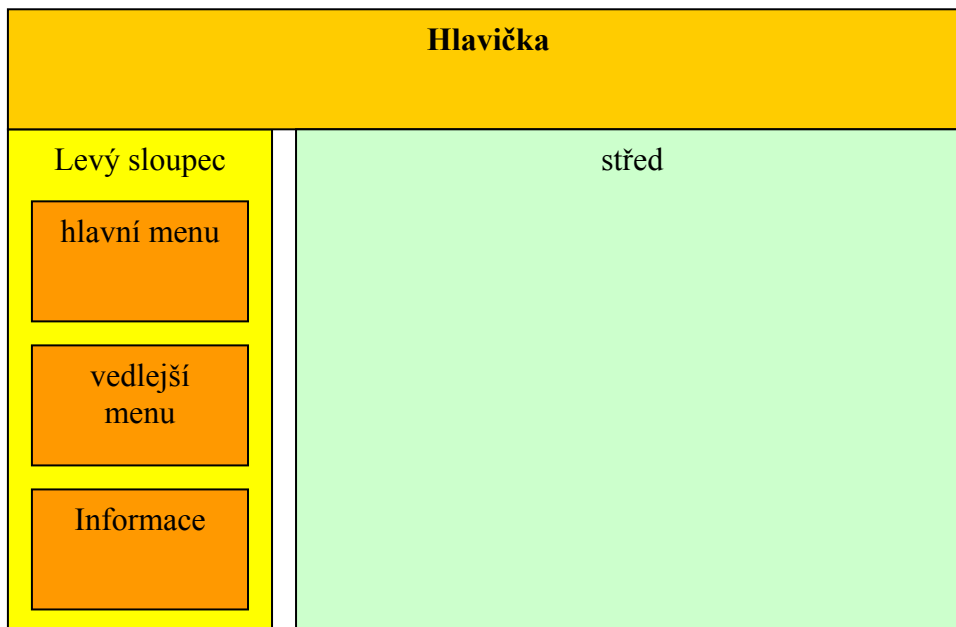 Hlavička
Levý sloupec
střed
hlavní menu
vedlejší
menu
Informace